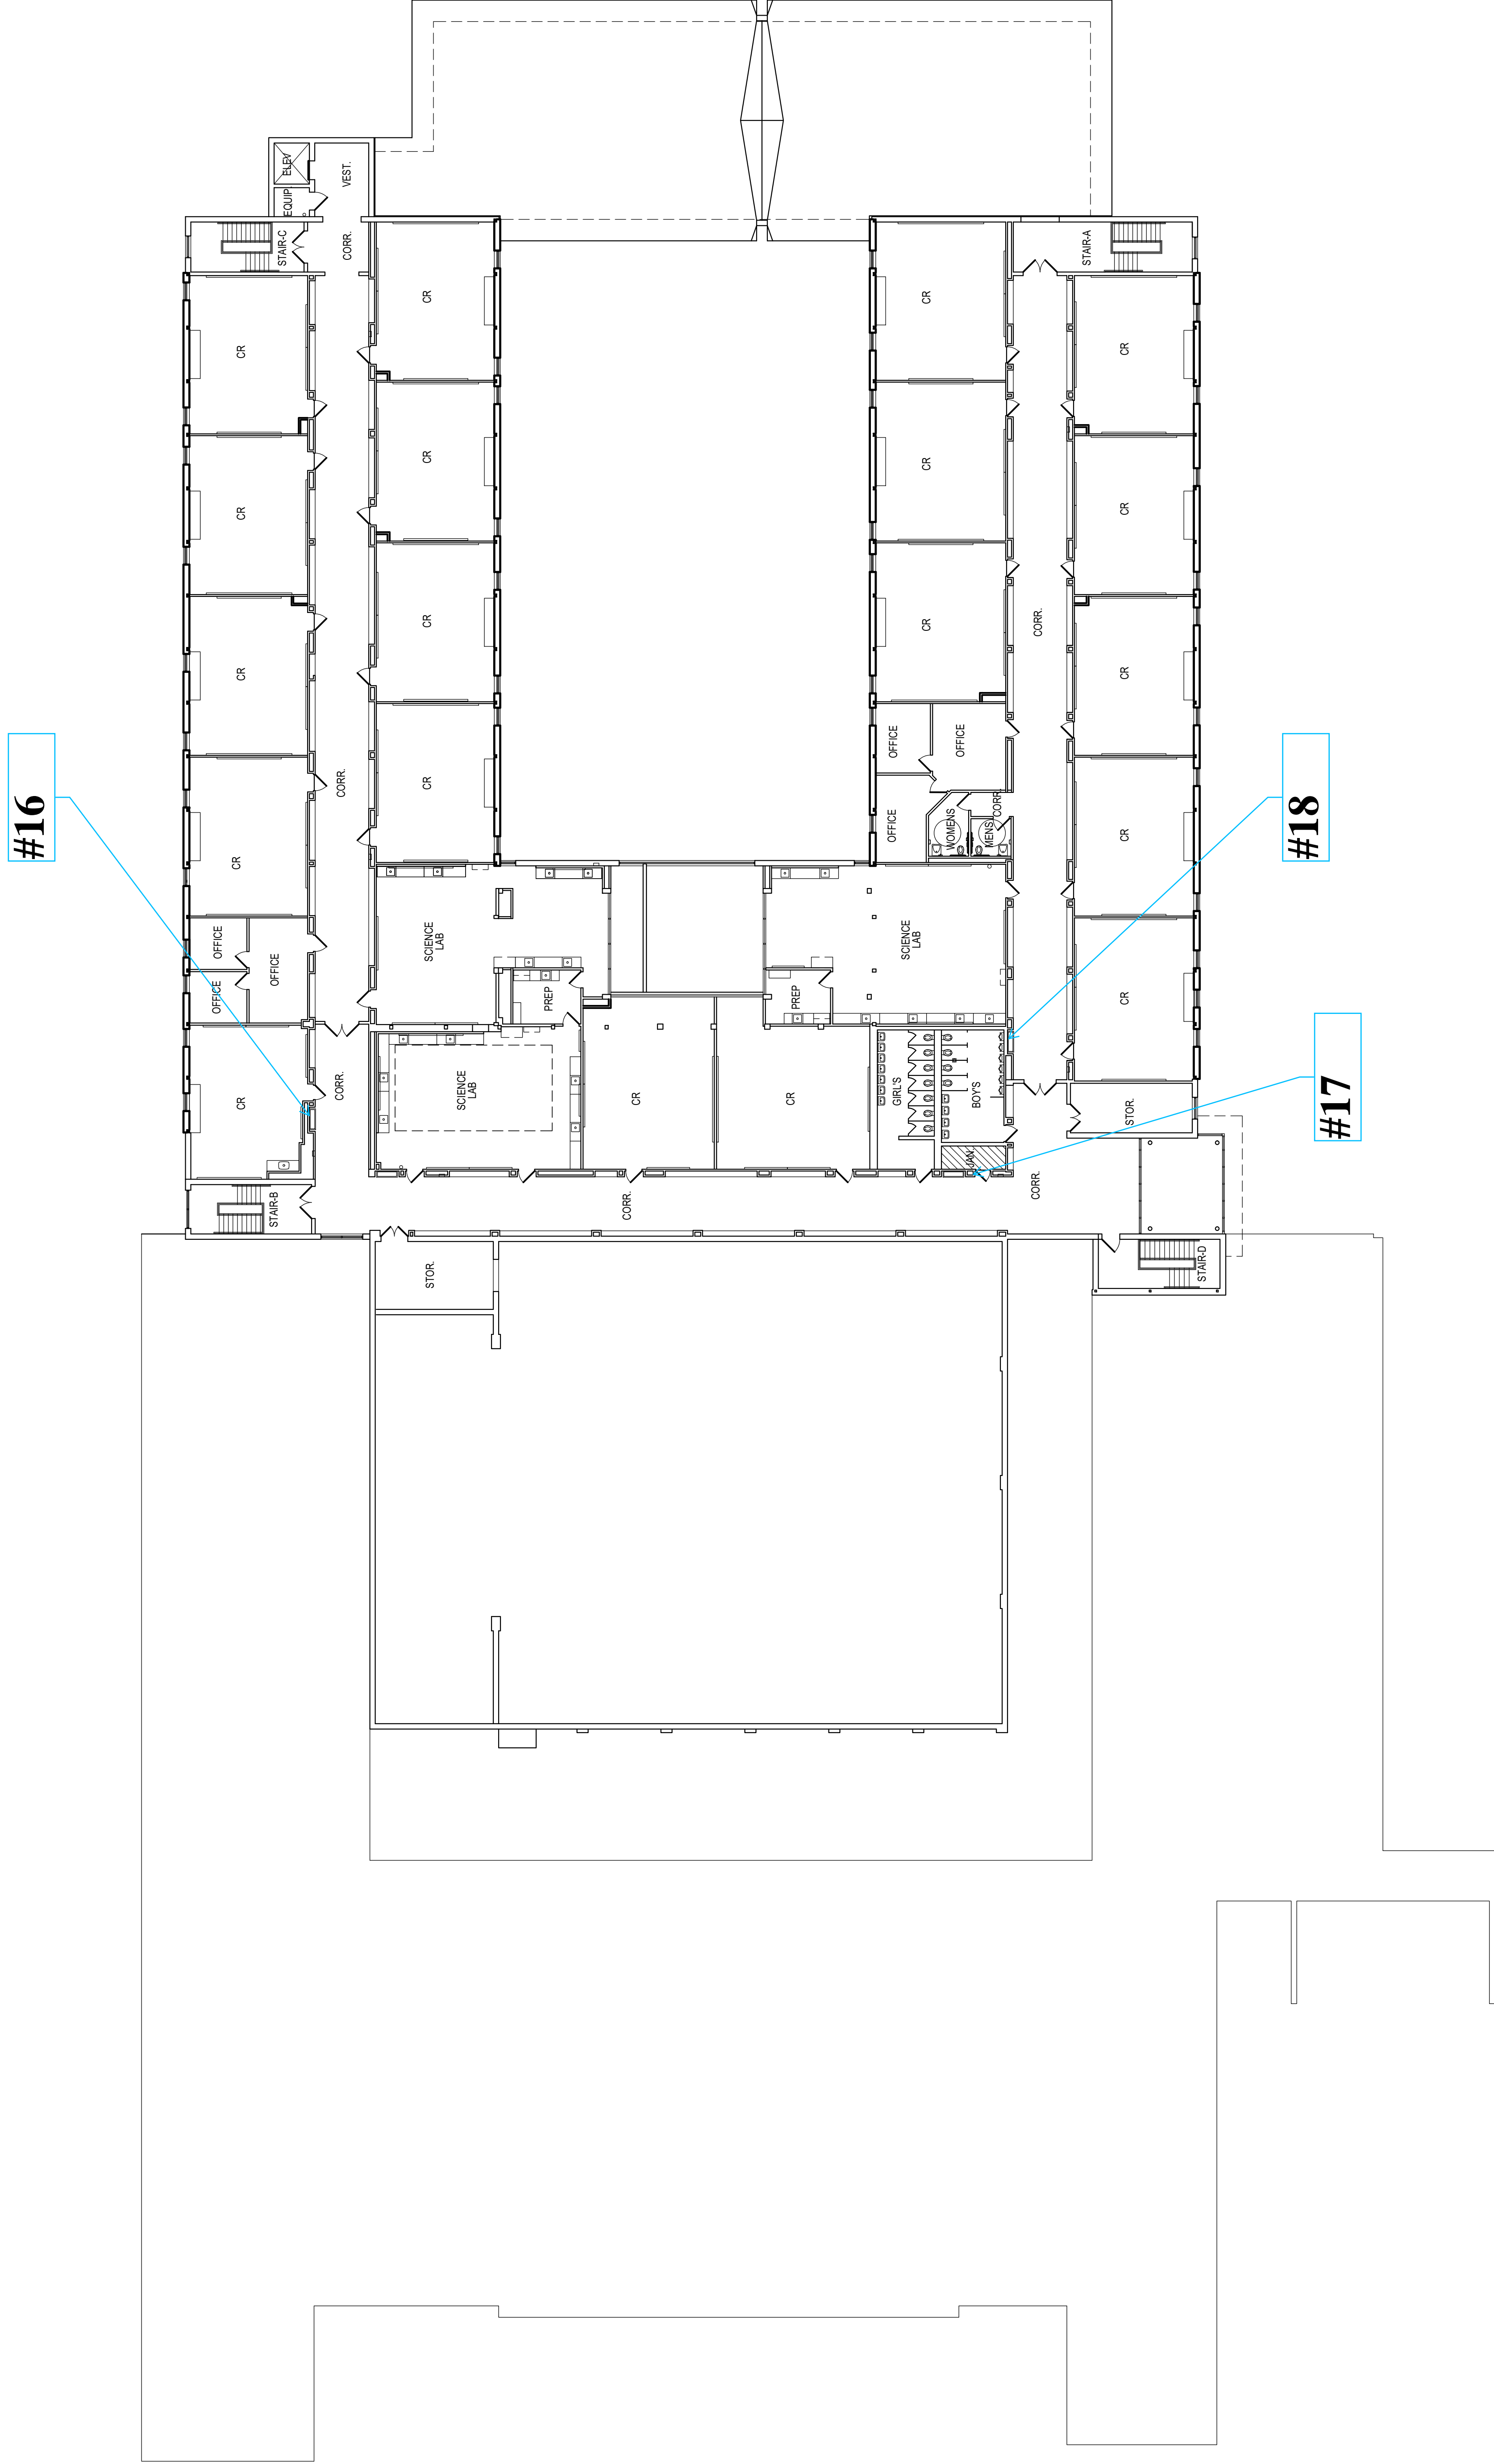 #16
OFFICE
OFFICE
CR
CR
CR
CR
CR
STAIR-B
OFFICE
STAIR-C
EQUIP.
ELEV
CORR.
CORR.
CORR.
VEST.
STOR.
SCIENCE
LAB
CR
CR
CR
CR
SCIENCE
LAB
PREP
CORR.
CR
CR
PREP
GIRL'S
OFFICE
OFFICE
SCIENCE
LAB
CR
CR
CR
WOMENS
OFFICE
JAN.
BOY'S
MENS
CORR.
CORR.
CORR.
STAIR-A
STOR.
CR
CR
CR
CR
CR
STAIR-D
#18
#17